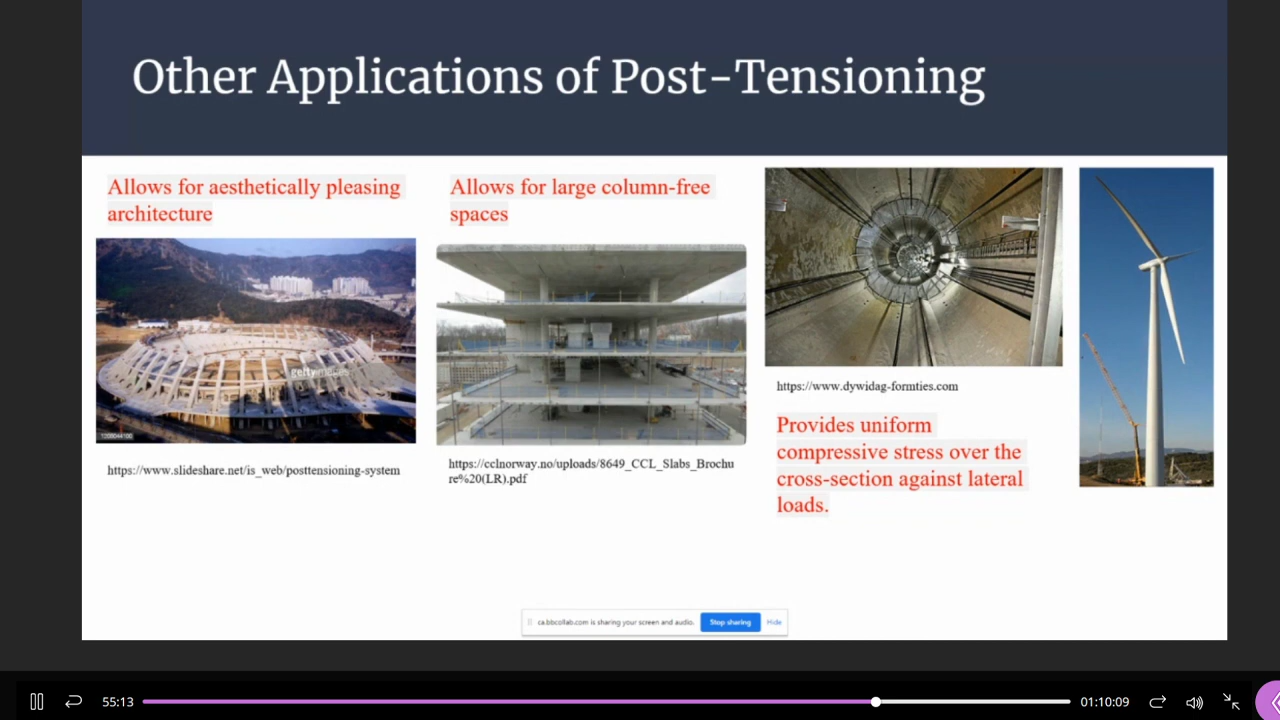 Other Applications of Post-Tensioning
Allows for aesthetically pleasing
architecture
gettyimages
1206044100
https://www.slideshare.net/is_web/posttensioning-system
Allows for large column-free
spaces
https://cclnorway.no/uploads/8649_CCL_Slabs_Brochu
re%20(LR).pdf
https://www.dywidag-formties.com
Provides uniform
compressive stress over the
cross-section against lateral
loads.
ca.bbcollab.com is sharing your screen and audio.
Stop sharing
Hide
55:13
01:10:09